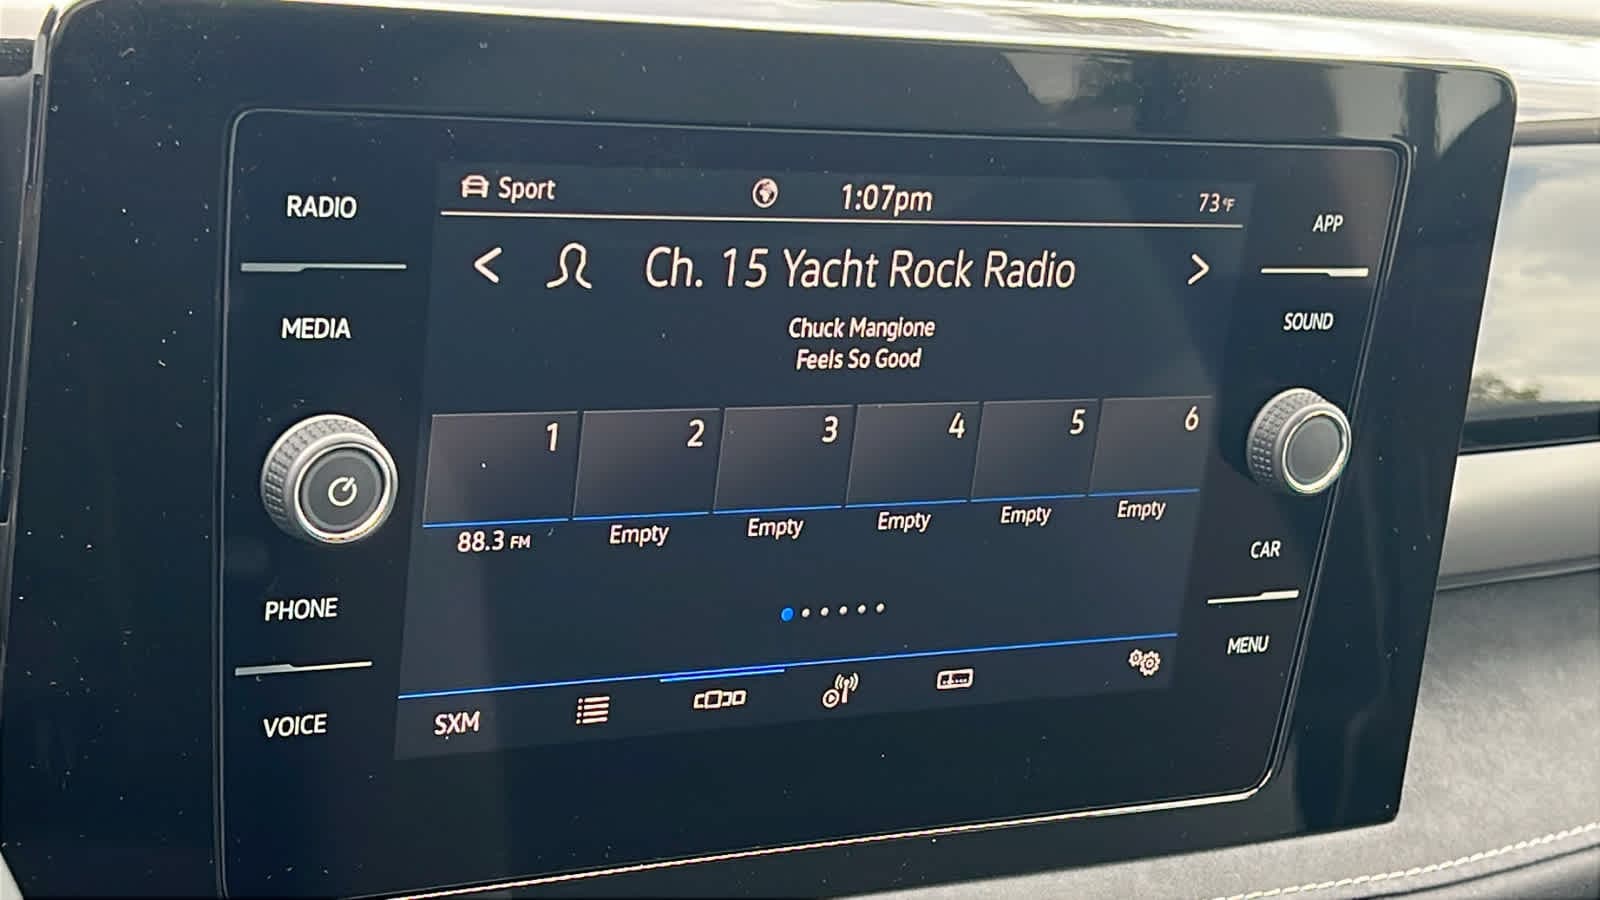 RADIO
MEDIA
PHONE
VOICE
Sport
1:07pm
73°F
Ch. 15 Yacht Rock Radio
Chuck Mangione
Feels So Good
1 2 3 4 5 6
88.3 FM Empty Empty Empty Empty Empty
SXM
APP
SOUND
CAR
MENU